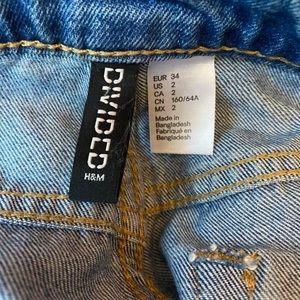 DIVIDED
H&M
EUR 34
US 2
CA 2
CN 160/64A
MX 2
Made in
Bangladesh
Fabriqué en
Bangladesh